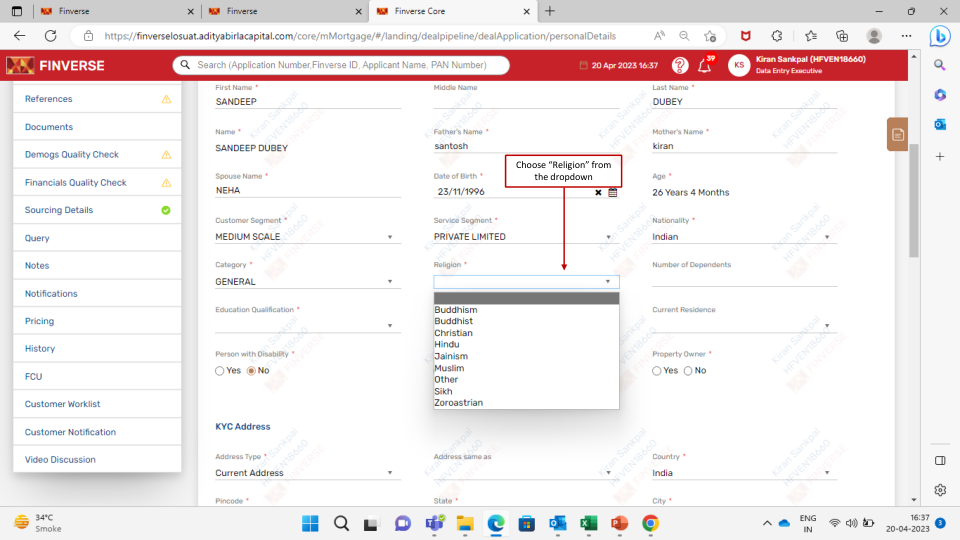 Finverse
Finverse
Finverse Core
https://finverselosuat.adityabirlacapital.com/core/mMortgage/#/landing/dealpipeline/dealApplication/personalDetails
FINVERSE
Search (Application Number,Finverse ID, Applicant Name, PAN Number)
20 Apr 2023 16:37
?
39
KS
Kiran Sankpal (HFVEN18660)
Data Entry Executive
References
Documents
Demogs Quality Check
Financials Quality Check
Sourcing Details
Query
Notes
Notifications
Pricing
History
FCU
Customer Worklist
Customer Notification
Video Discussion
First Name *
Middle Name
Last Name *
SANDEEP
DUBEY
Name *
Father's Name *
Mother's Name *
SANDEEP DUBEY
santosh
kiran
Choose “Religion” from
the dropdown
Spouse Name *
Date of Birth *
Age *
NEHA
23/11/1996
26 Years 4 Months
Customer Segment *
Service Segment *
Nationality *
MEDIUM SCALE
PRIVATE LIMITED
Indian
Category *
Religion *
Number of Dependents
GENERAL
Education Qualification *
Current Residence
Buddhism
Buddhist
Christian
Hindu
Jainism
Muslim
Other
Sikh
Zoroastrian
Person with Disability *
Yes No
Property Owner *
Yes No
KYC Address
Address Type *
Address same as
Country *
Current Address
India
Pincode *
State *
City *
Kiran Sankpal
HFVEN18660
FINVERSE
34°C
Smoke
ENG
IN
16:37
20-04-2023
3